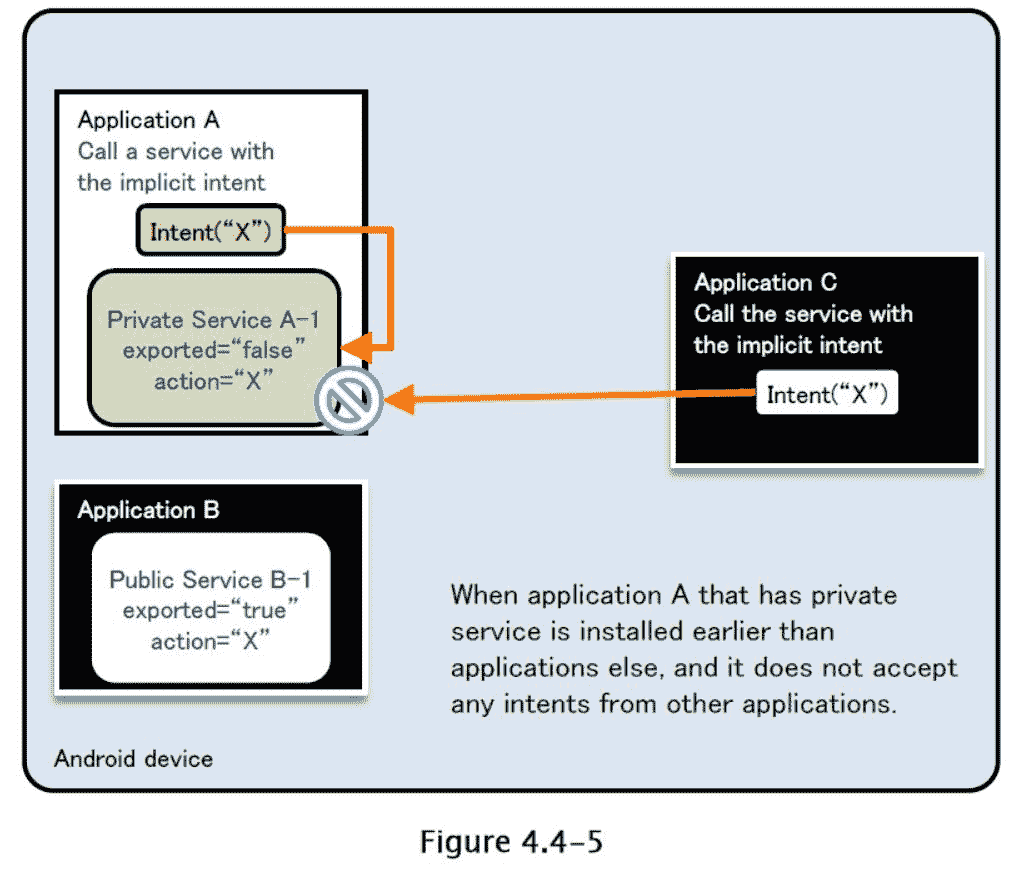 Application A
Call a service with
the implicit intent
Intent(“X”)
Private Service A-1
exported=“false”
action=“X”
Application C
Call the service with
the implicit intent
Intent(“X”)
Application B
Public Service B-1
exported=“true”
action=“X”
When application A that has private
service is installed earlier than
applications else, and it does not accept
any intents from other applications.
Android device
Figure 4.4-5